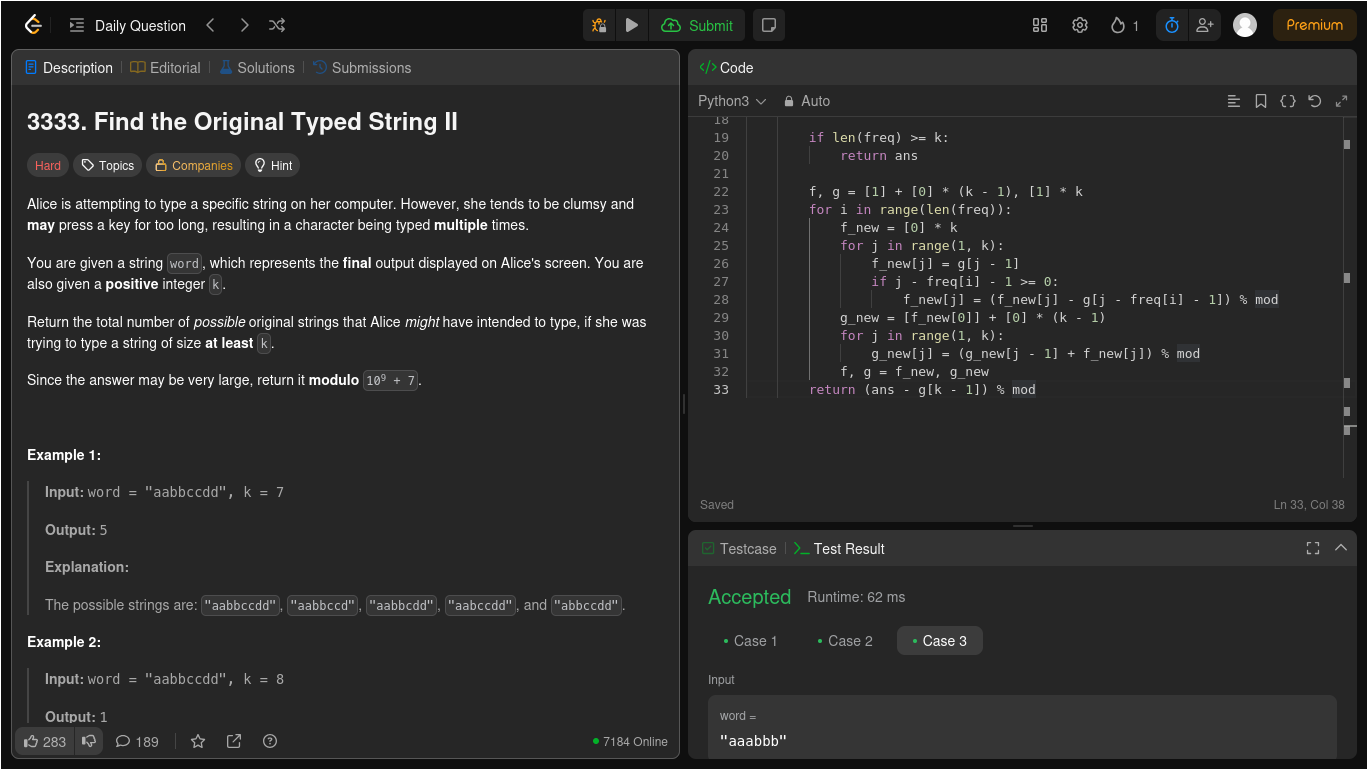 Daily Question
Submit
1
Premium
Description
Editorial
Solutions
Submissions
3333. Find the Original Typed String II
Hard
Topics
Companies
Hint
Alice is attempting to type a specific string on her computer. However, she tends to be clumsy and
may press a key for too long, resulting in a character being typed multiple times.
You are given a string word, which represents the final output displayed on Alice's screen. You are
also given a positive integer k.
Return the total number of possible original strings that Alice might have intended to type, if she was
trying to type a string of size at least k.
Since the answer may be very large, return it modulo 10⁹ + 7.
Example 1:
Input: word = "aabbccdd", k = 7
Output: 5
Explanation:
The possible strings are: "aabbccdd", "aabbccd", "aabbcdd", "aabccdd", and "abbccdd".
Example 2:
Input: word = "aabbccdd", k = 8
Output: 1
283
189
7184 Online
</> Code
Python3
Auto
18
19 if len(freq) >= k:
20 return ans
21
22 f, g = [1] + [0] * (k - 1), [1] * k
23 for i in range(len(freq)):
24 f_new = [0] * k
25 for j in range(1, k):
26 f_new[j] = g[j - 1]
27 if j - freq[i] - 1 >= 0:
28 f_new[j] = (f_new[j] - g[j - freq[i] - 1]) % mod
29 g_new = [f_new[0]] + [0] * (k - 1)
30 for j in range(1, k):
31 g_new[j] = (g_new[j - 1] + f_new[j]) % mod
32 f, g = f_new, g_new
33 return (ans - g[k - 1]) % mod
Saved
Ln 33, Col 38
Testcase
Test Result
Accepted
Runtime: 62 ms
Case 1
Case 2
Case 3
Input
word =
"aaabbb"